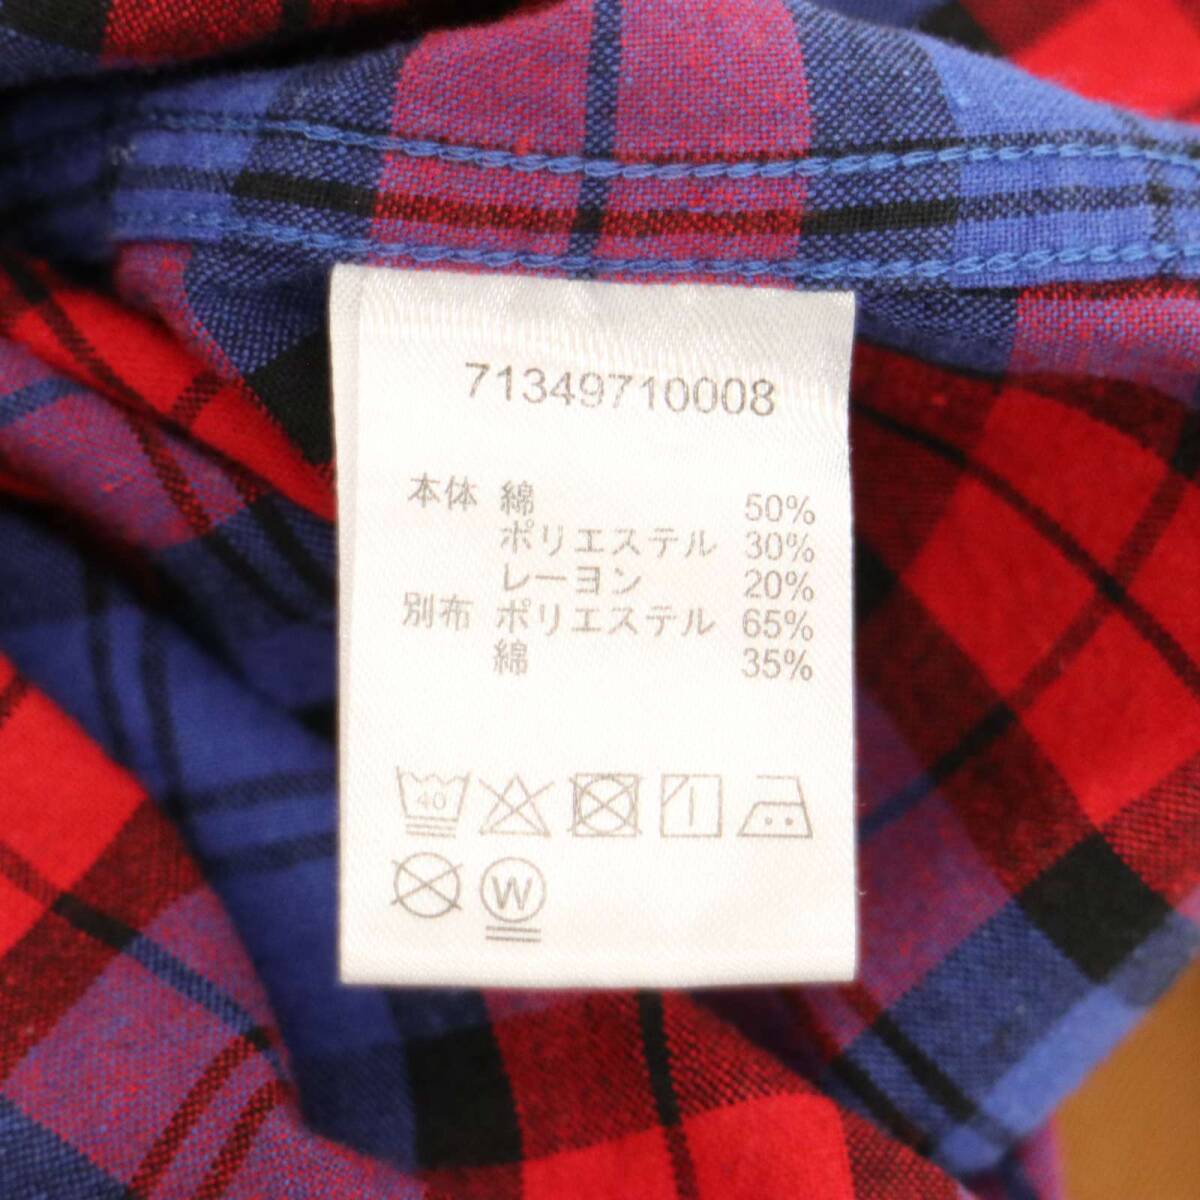 71349710008
本体 綿 50%
ポリエステル 30%
レーヨン 20%
別布 ポリエステル 65%
綿 35%
40
W